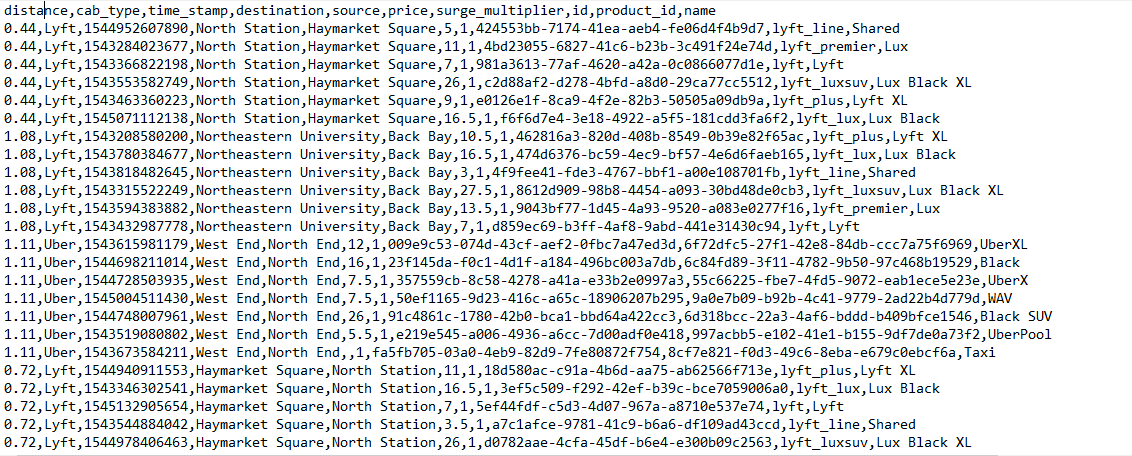 distance,cab_type,time_stamp,destination,source,price,surge_multiplier,id,product_id,name
0.44,Lyft,1544952607890,North Station,Haymarket Square,5,1,424553bb-7174-41ea-aeb4-fe06d4f4b9d7,lyft_line,Shared
0.44,Lyft,1543284023677,North Station,Haymarket Square,11,1,4bd23055-6827-41c6-b23b-3c491f24e74d,lyft_premier,Lux
0.44,Lyft,1543366822198,North Station,Haymarket Square,7,1,981a3613-77af-4620-a42a-0c0866077d1e,lyft,Lyft
0.44,Lyft,1543553582749,North Station,Haymarket Square,26,1,c2d88af2-d278-4bfd-a8d0-29ca77cc5512,lyft_luxsuv,Lux Black XL
0.44,Lyft,1543463360223,North Station,Haymarket Square,9,1,e0126e1f-8ca9-4f2e-82b3-50505a09db9a,lyft_plus,Lyft XL
0.44,Lyft,1545071112138,North Station,Haymarket Square,16.5,1,f6f6d7e4-3e18-4922-a5f5-181cdd3fa6f2,lyft_lux,Lux Black
1.08,Lyft,1543208580200,Northeastern University,Back Bay,10.5,1,462816a3-820d-408b-8549-0b39e82f65ac,lyft_plus,Lyft XL
1.08,Lyft,1543780384677,Northeastern University,Back Bay,16.5,1,474d6376-bc59-4ec9-bf57-4e6d6faeb165,lyft_lux,Lux Black
1.08,Lyft,1543818482645,Northeastern University,Back Bay,3,1,4f9fee41-fde3-4767-bbf1-a00e108701fb,lyft_line,Shared
1.08,Lyft,1543315522249,Northeastern University,Back Bay,27.5,1,8612d909-98b8-4454-a093-30bd48de0cb3,lyft_luxsuv,Lux Black XL
1.08,Lyft,1543594383882,Northeastern University,Back Bay,13.5,1,9043bf77-1d45-4a93-9520-a083e0277f16,lyft_premier,Lux
1.08,Lyft,1543432987778,Northeastern University,Back Bay,7,1,d859ec69-b3ff-4af8-9abd-441e31430c94,lyft,Lyft
1.11,Uber,1543615981179,West End,North End,12,1,009e9c53-074d-43cf-aef2-0fbc7a47ed3d,6f72dfc5-27f1-42e8-84db-ccc7a75f6969,UberXL
1.11,Uber,1544698211014,West End,North End,16,1,23f145da-f0c1-4d1f-a184-496bc003a7db,6c84fd89-3f11-4782-9b50-97c468b19529,Black
1.11,Uber,1544728503935,West End,North End,7.5,1,357559cb-8c58-4278-a41a-e33b2e0997a3,55c66225-fbe7-4fd5-9072-eab1ece5e23e,UberX
1.11,Uber,1545004511430,West End,North End,7.5,1,50ef1165-9d23-416c-a65c-18906207b295,9a0e7b09-b92b-4c41-9779-2ad22b4d779d,WAV
1.11,Uber,1544748007961,West End,North End,26,1,91c4861c-1780-42b0-bca1-bbd64a422cc3,6d318bcc-22a3-4af6-bddd-b409bfce1546,Black SUV
1.11,Uber,1543519080802,West End,North End,5.5,1,e219e545-a006-4936-a6cc-7d00adf0e418,997acbb5-e102-41e1-b155-9df7de0a73f2,UberPool
1.11,Uber,1543673584211,West End,North End,,1,fa5fb705-03a0-4eb9-82d9-7fe80872f754,8cf7e821-f0d3-49c6-8eba-e679c0ebcf6a,Taxi
0.72,Lyft,1544940911553,Haymarket Square,North Station,11,1,18d580ac-c91a-4b6d-aa75-ab62566f713e,lyft_plus,Lyft XL
0.72,Lyft,1543346302541,Haymarket Square,North Station,16.5,1,3ef5c509-f292-42ef-b39c-bce7059006a0,lyft_lux,Lux Black
0.72,Lyft,1545132905654,Haymarket Square,North Station,7,1,5ef44fdf-c5d3-4d07-967a-a8710e537e74,lyft,Lyft
0.72,Lyft,1543544884042,Haymarket Square,North Station,3.5,1,a7c1afce-9781-41c9-b6a6-df109ad43ccd,lyft_line,Shared
0.72,Lyft,1544978406463,Haymarket Square,North Station,26,1,d0782aae-4cfa-45df-b6e4-e300b09c2563,lyft_luxsuv,Lux Black XL